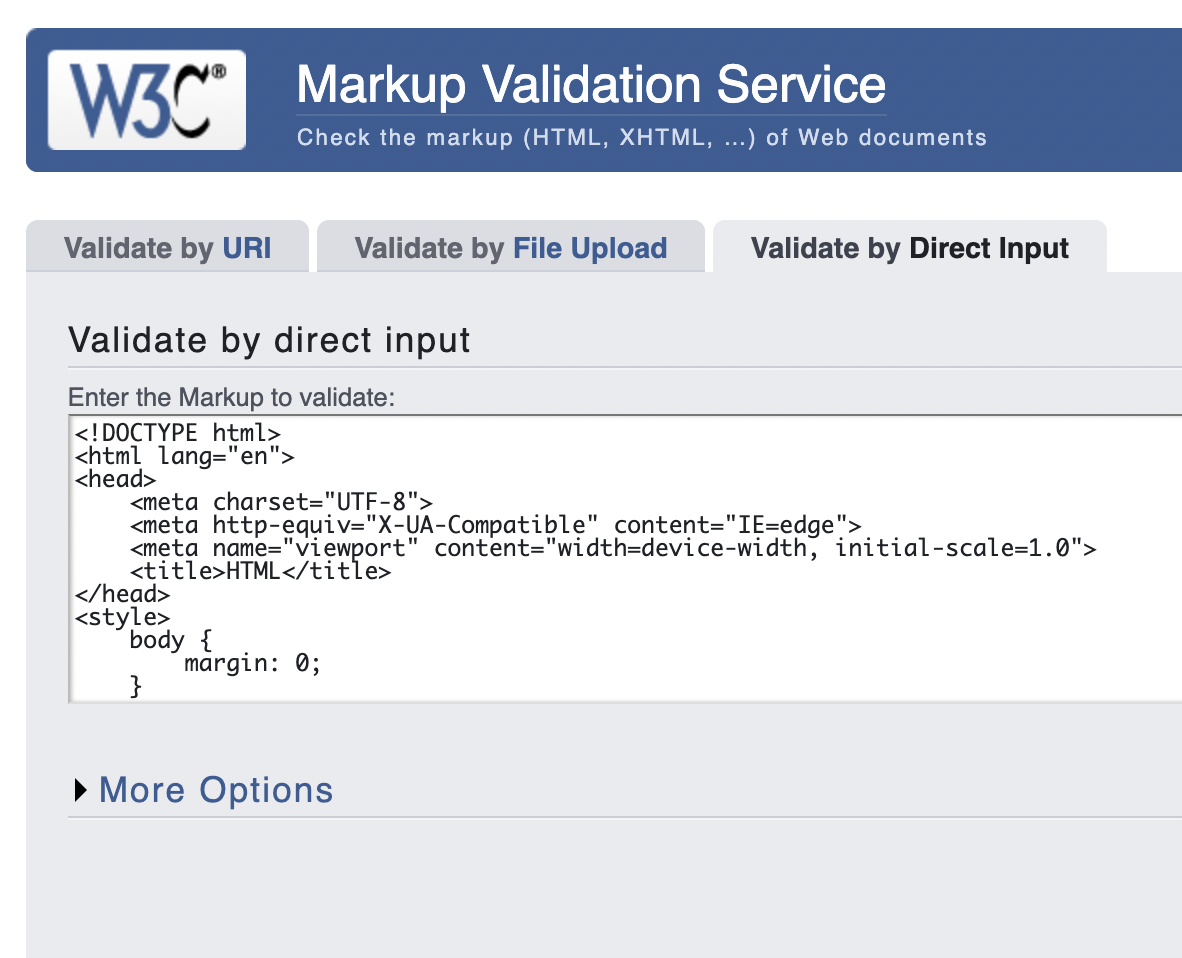 W3C®
Markup Validation Service
Check the markup (HTML, XHTML, …) of Web documents
Validate by URI
Validate by File Upload
Validate by Direct Input
Validate by direct input
Enter the Markup to validate:
<!DOCTYPE html>
<html lang="en">
<head>
    <meta charset="UTF-8">
    <meta http-equiv="X-UA-Compatible" content="IE=edge">
    <meta name="viewport" content="width=device-width, initial-scale=1.0">
    <title>HTML</title>
</head>
<style>
    body {
        margin: 0;
    }
More Options